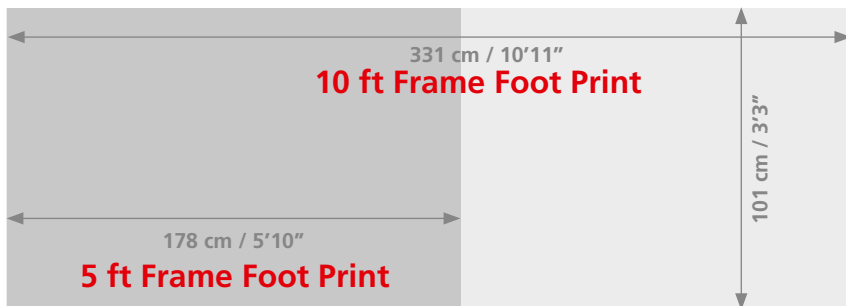 331 cm / 10’11”
10 ft Frame Foot Print
101 cm / 3’3”
178 cm / 5’10”
5 ft Frame Foot Print